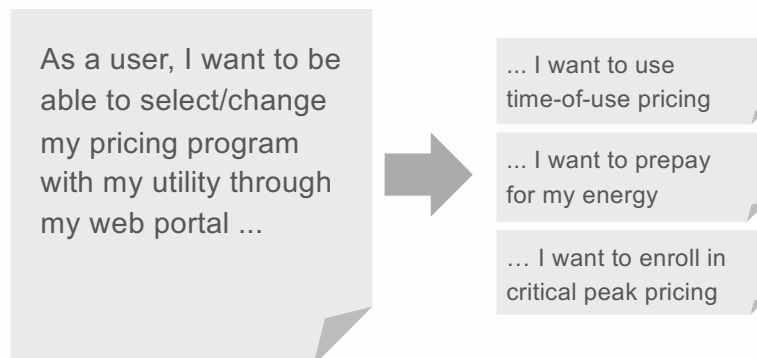 As a user, I want to be
able to select/change
my pricing program
with my utility through
my web portal ...
... I want to use
time-of-use pricing
... I want to prepay
for my energy
… I want to enroll in
critical peak pricing